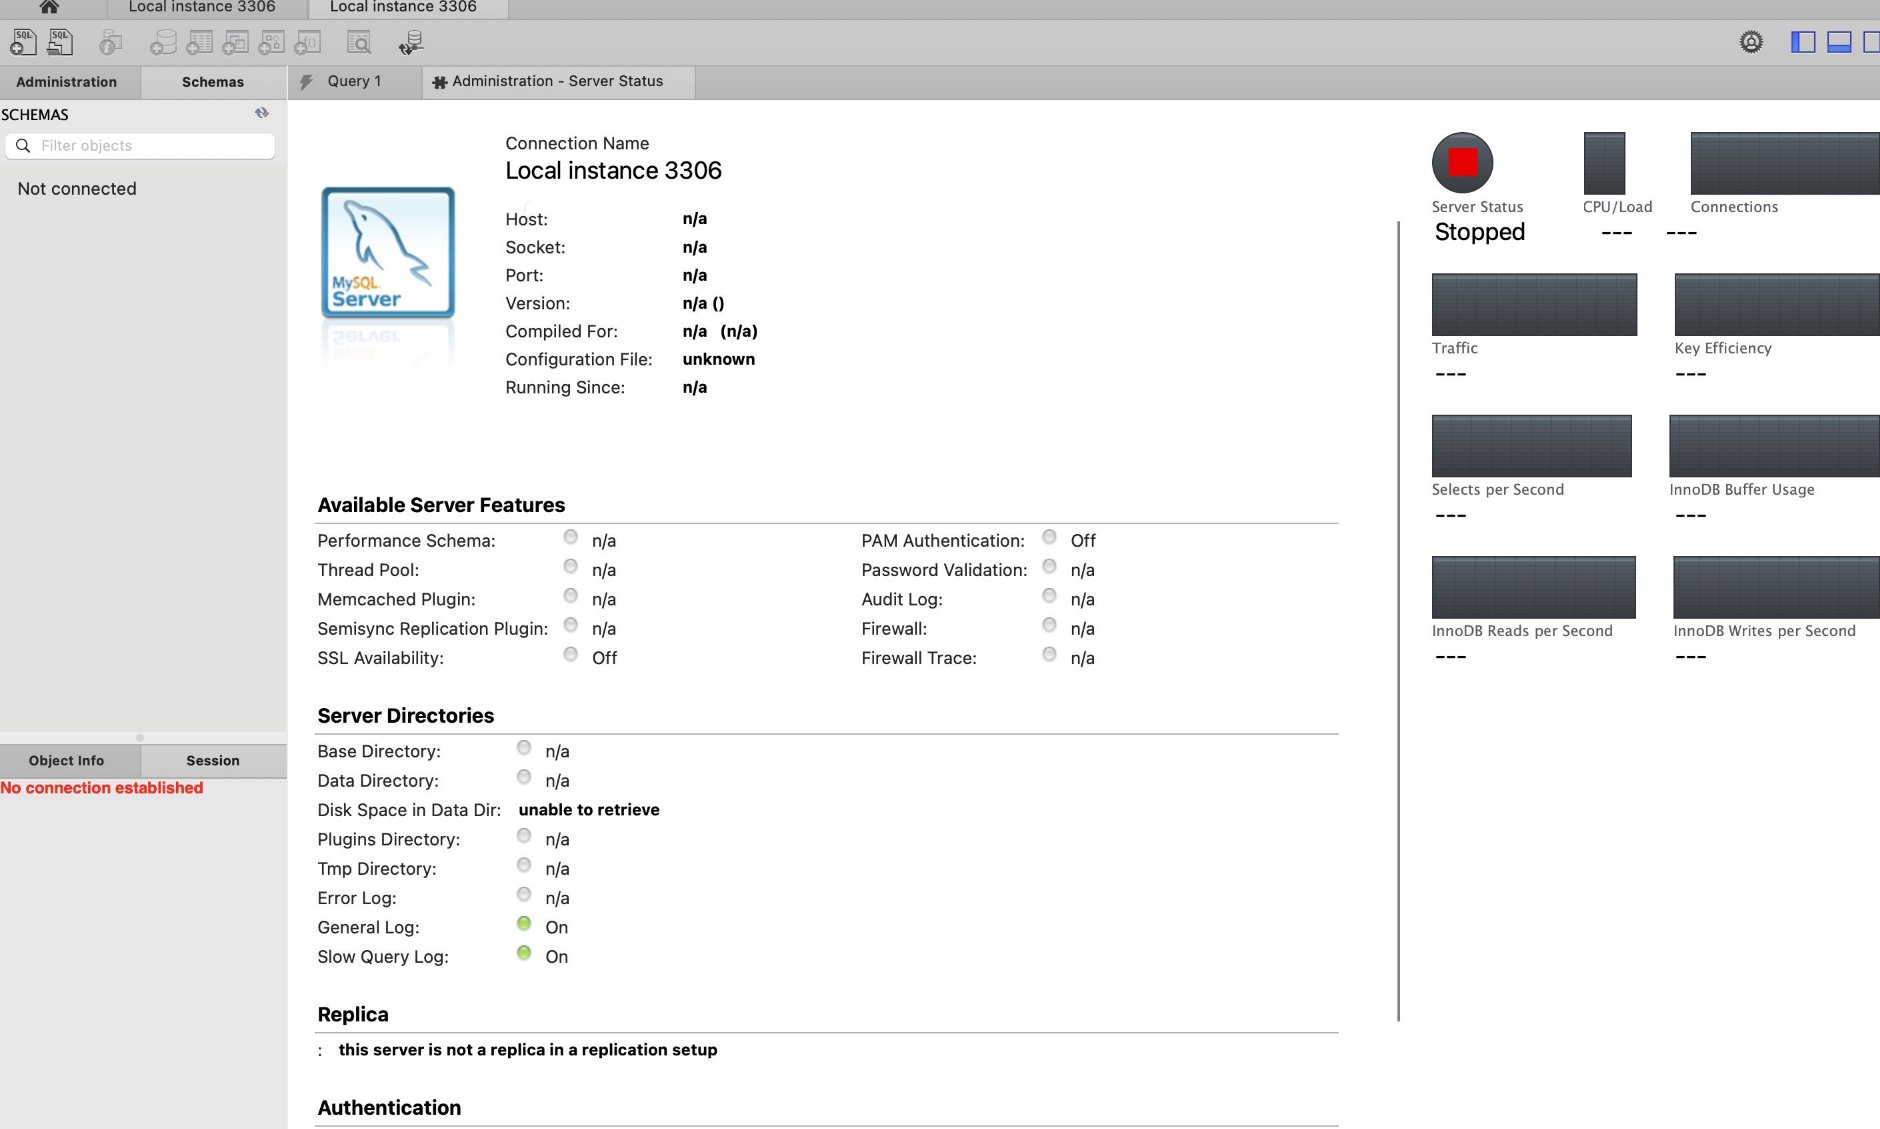 Local instance 3306
Local instance 3306
SQL
SQL
Administration
Schemas
Query 1
Administration - Server Status
SCHEMAS
Filter objects
Not connected
Connection Name
Local instance 3306
MySQL
Server
Host: n/a
Socket: n/a
Port: n/a
Version: n/a ()
Compiled For: n/a (n/a)
Configuration File: unknown
Running Since: n/a
Server Status
Stopped
CPU/Load
---
Connections
---
Traffic
---
Key Efficiency
---
Selects per Second
---
InnoDB Buffer Usage
---
InnoDB Reads per Second
---
InnoDB Writes per Second
---
Available Server Features
Performance Schema: n/a
Thread Pool: n/a
Memcached Plugin: n/a
Semisync Replication Plugin: n/a
SSL Availability: Off
PAM Authentication: Off
Password Validation: n/a
Audit Log: n/a
Firewall: n/a
Firewall Trace: n/a
Server Directories
Base Directory: n/a
Data Directory: n/a
Disk Space in Data Dir: unable to retrieve
Plugins Directory: n/a
Tmp Directory: n/a
Error Log: n/a
General Log: On
Slow Query Log: On
Replica
: this server is not a replica in a replication setup
Authentication
Object Info
Session
No connection established